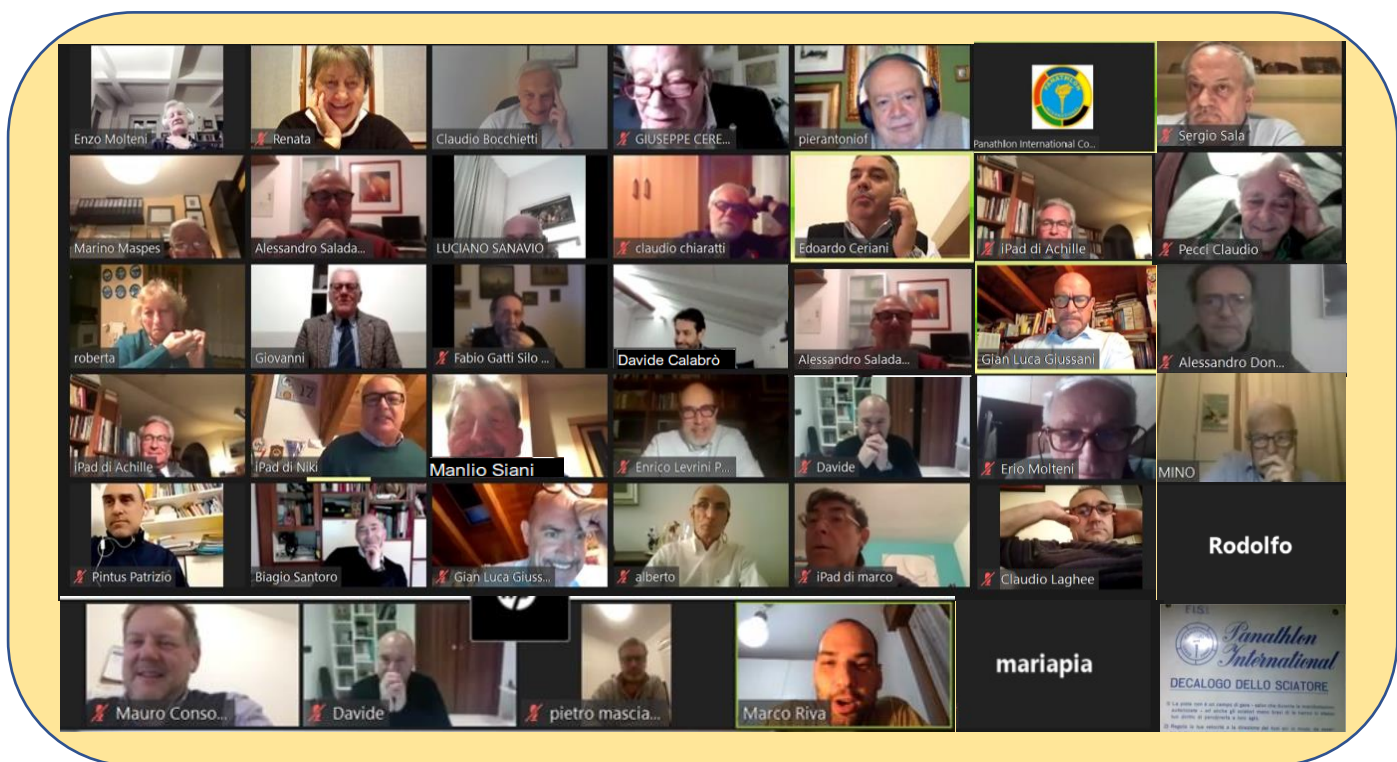 Enzo Molteni
Renata
Claudio Bocchietti
GIUSEPPE CERE...
pierantoniof
PANATHLON
Panathlon International Co...
Sergio Sala
Marino Maspes
Alessandro Salada...
LUCIANO SANAVIO
claudio chiaratti
Edoardo Ceriani
iPad di Achille
Pecci Claudio
roberta
Giovanni
Fabio Gatti Silo ...
Davide Calabrò
Alessandro Salada...
Gian Luca Giussani
Alessandro Don...
iPad di Achille
iPad di Niki
Manlio Siani
Enrico Levrini P...
Davide
Erio Molteni
MINO
Pintus Patrizio
Biagio Santoro
Gian Luca Giuss...
alberto
iPad di marco
Claudio Laghee
Rodolfo
Mauro Conso...
Davide
pietro mascia...
Marco Riva
mariapia
F.I.S.I.
Panathlon
International
DECALOGO DELLO SCIATORE